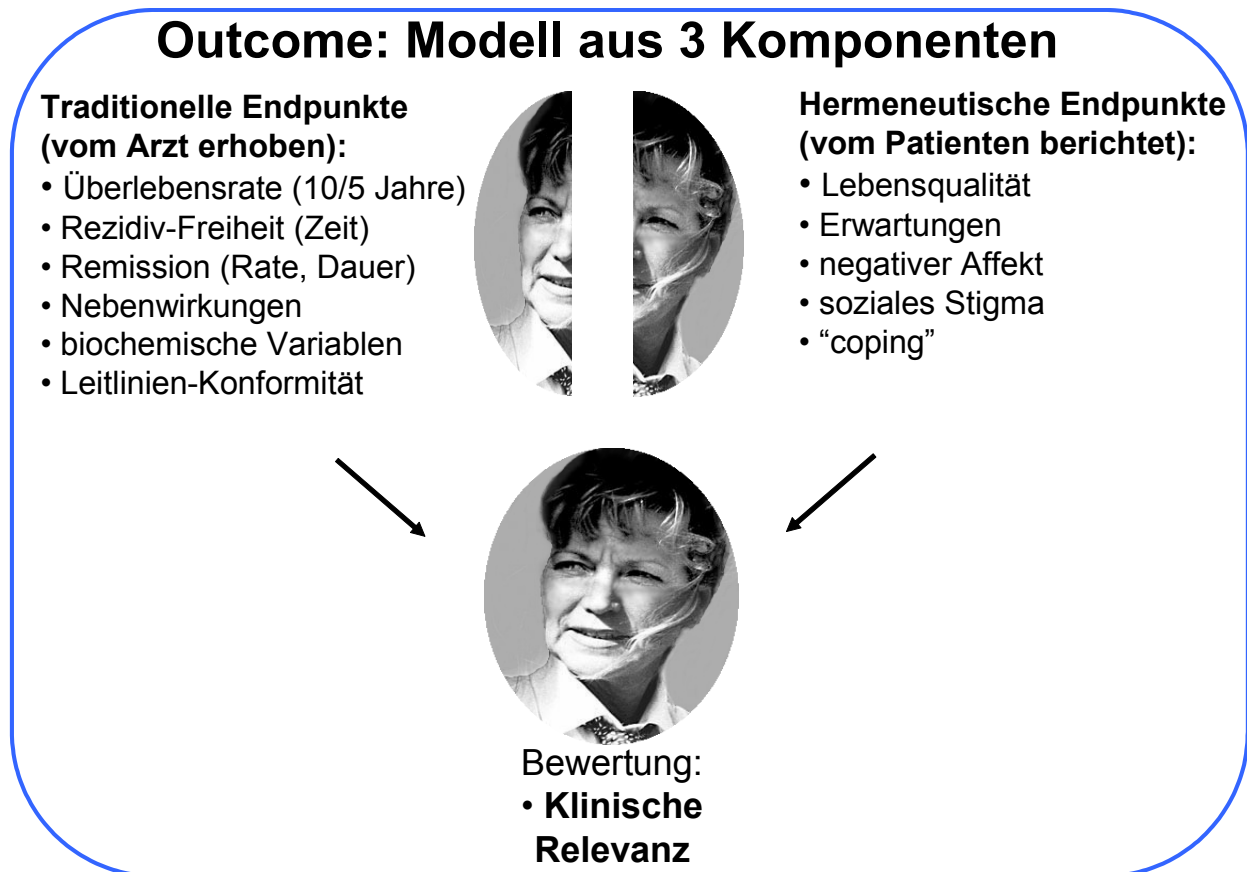 Outcome: Modell aus 3 Komponenten
Traditionelle Endpunkte
(vom Arzt erhoben):
• Überlebensrate (10/5 Jahre)
• Rezidiv-Freiheit (Zeit)
• Remission (Rate, Dauer)
• Nebenwirkungen
• biochemische Variablen
• Leitlinien-Konformität
Hermeneutische Endpunkte
(vom Patienten berichtet):
• Lebensqualität
• Erwartungen
• negativer Affekt
• soziales Stigma
• “coping”
Bewertung:
• Klinische
Relevanz